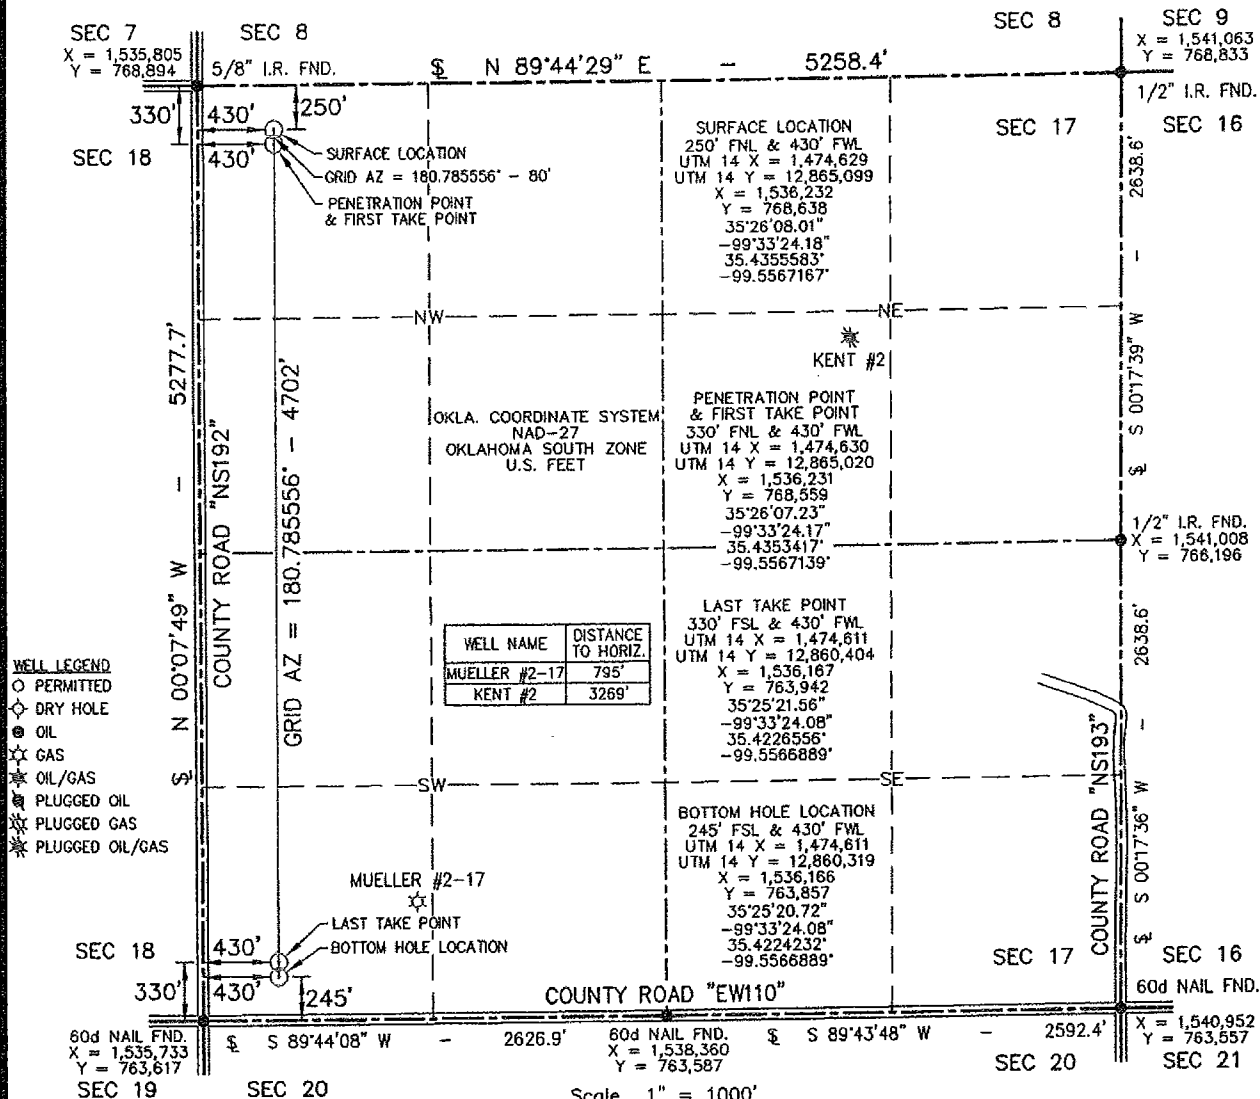 SEC 7
SEC 8
X = 1,535,805
Y = 768,894
5/8" I.R. FND.
N 89°44'29" E - 5258.4'
SEC 8
SEC 9
X = 1,541,063
Y = 768,833
1/2" I.R. FND.
330'
430'
250'
SEC 18
430'
SURFACE LOCATION
GRID AZ = 180.785556° - 80'
PENETRATION POINT
& FIRST TAKE POINT
SURFACE LOCATION
250' FNL & 430' FWL
UTM 14 X = 1,474,629
UTM 14 Y = 12,865,099
X = 1,536,232
Y = 768,638
35°26'08.01"
-99°33'24.18"
35.4355583°
-99.5567167°
SEC 17
SEC 16
2638.6' - S 00°17'39" W
NW
NE
KENT #2
N 00°07'49" W - 5277.7'
COUNTY ROAD "NS192"
GRID AZ = 180.785556° - 4702'
OKLA. COORDINATE SYSTEM
NAD-27
OKLAHOMA SOUTH ZONE
U.S. FEET
PENETRATION POINT
& FIRST TAKE POINT
330' FNL & 430' FWL
UTM 14 X = 1,474,630
UTM 14 Y = 12,865,020
X = 1,536,231
Y = 768,559
35°26'07.23"
-99°33'24.17"
35.4353417°
-99.5567139°
1/2" I.R. FND.
X = 1,541,008
Y = 766,196
WELL NAME DISTANCE TO HORIZ.
MUELLER #2-17 795'
KENT #2 3269'
LAST TAKE POINT
330' FSL & 430' FWL
UTM 14 X = 1,474,611
UTM 14 Y = 12,860,404
X = 1,536,167
Y = 763,942
35°25'21.56"
-99°33'24.08"
35.4226556°
-99.5566889°
2638.6' - S 00°17'36" W
COUNTY ROAD "NS193"
WELL LEGEND
PERMITTED
DRY HOLE
OIL
GAS
OIL/GAS
PLUGGED OIL
PLUGGED GAS
PLUGGED OIL/GAS
SW
SE
BOTTOM HOLE LOCATION
245' FSL & 430' FWL
UTM 14 X = 1,474,611
UTM 14 Y = 12,860,319
X = 1,536,166
Y = 763,857
35°25'20.72"
-99°33'24.08"
35.4224232°
-99.5566889°
MUELLER #2-17
LAST TAKE POINT
BOTTOM HOLE LOCATION
SEC 18
430'
330'
430'
245'
SEC 17
SEC 16
COUNTY ROAD "EW110"
60d NAIL FND.
60d NAIL FND.
X = 1,535,733
Y = 763,617
S 89°44'08" W - 2626.9'
60d NAIL FND.
X = 1,538,360
Y = 763,587
S 89°43'48" W - 2592.4'
X = 1,540,952
Y = 763,557
SEC 19
SEC 20
SEC 20
SEC 21
Scale 1" = 1000'